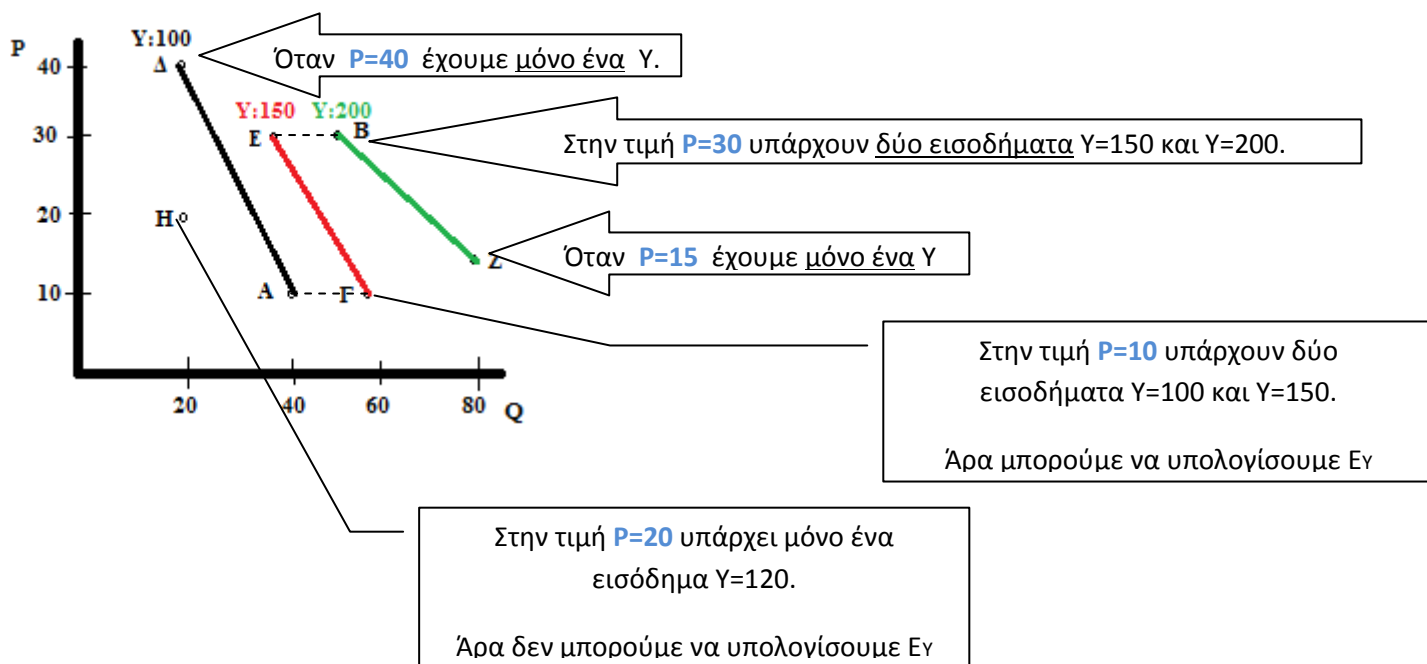 P
Y:100
Δ
Όταν P=40 έχουμε μόνο ένα Υ.
40
Y:150 Y:200
30
E
B
Στην τιμή P=30 υπάρχουν δύο εισοδήματα Υ=150 και Υ=200.
20
H
Όταν P=15 έχουμε μόνο ένα Υ
Z
10
A
F
20 40 60 80 Q
Στην τιμή P=10 υπάρχουν δύο
εισοδήματα Υ=100 και Υ=150.
Άρα μπορούμε να υπολογίσουμε ΕΥ
Στην τιμή P=20 υπάρχει μόνο ένα
εισόδημα Υ=120.
Άρα δεν μπορούμε να υπολογίσουμε ΕΥ